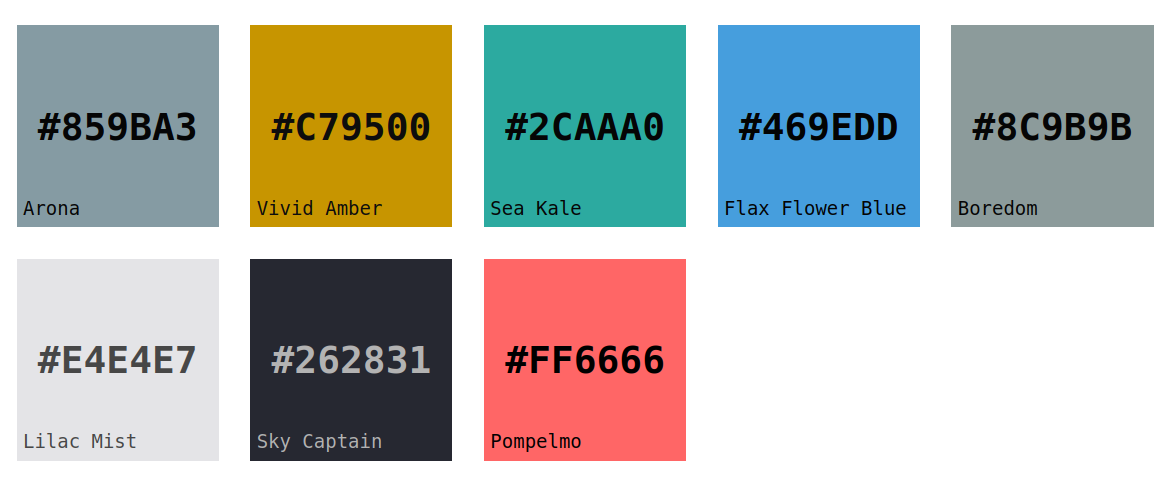 #859BA3
Arona
#C79500
Vivid Amber
#2CAAA0
Sea Kale
#469EDD
Flax Flower Blue
#8C9B9B
Boredom
#E4E4E7
Lilac Mist
#262831
Sky Captain
#FF6666
Pompelmo